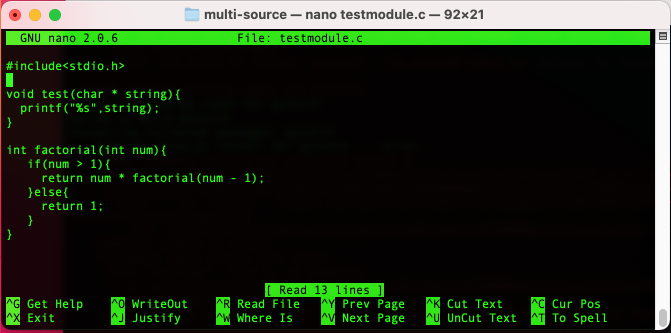 multi-source — nano testmodule.c — 92×21
GNU nano 2.0.6 File: testmodule.c
#include<stdio.h>
void test(char * string){
  printf("%s",string);
}
int factorial(int num){
   if(num > 1){
     return num * factorial(num - 1);
   }else{
     return 1;
   }
}
[ Read 13 lines ]
^G Get Help ^O WriteOut ^R Read File ^Y Prev Page ^K Cut Text ^C Cur Pos
^X Exit ^J Justify ^W Where Is ^V Next Page ^U UnCut Text ^T To Spell